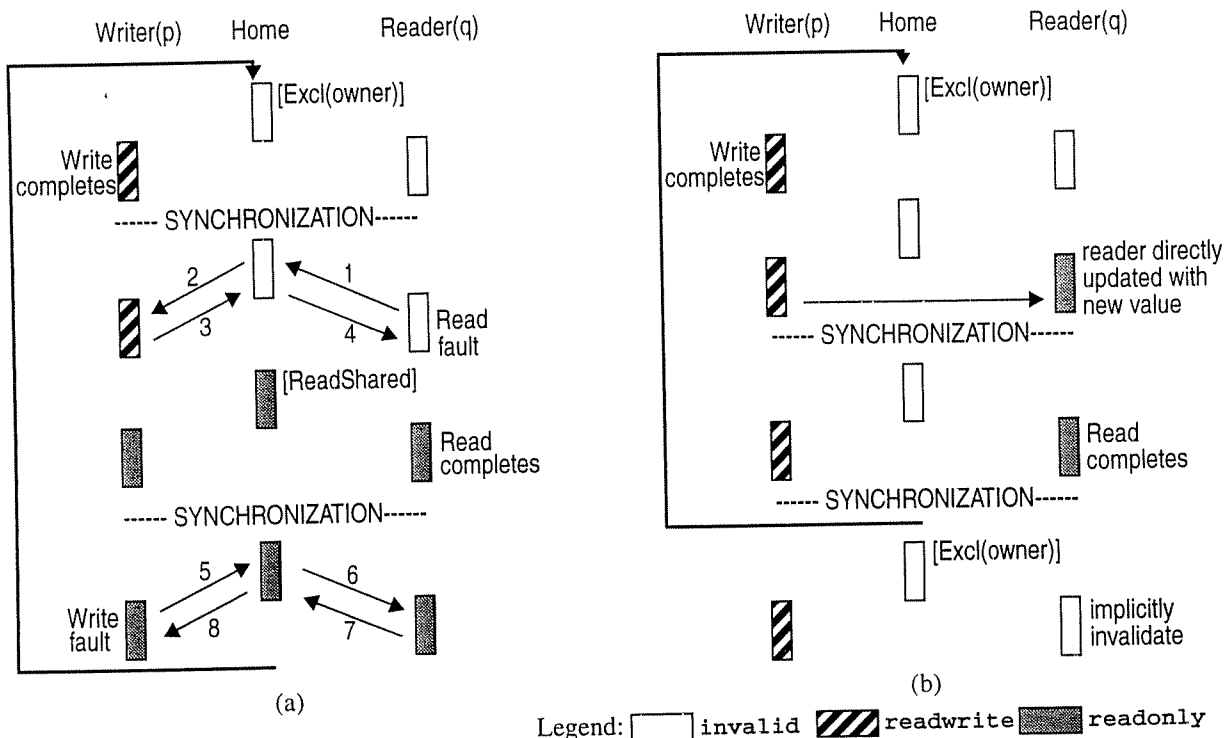 Writer(p) Home Reader(q)
[Excl(owner)]
Write
completes
------ SYNCHRONIZATION------
2 1
3 4
Read
fault
[ReadShared]
Read
completes
------ SYNCHRONIZATION------
5 6
Write
fault
8 7
(a)
Writer(p) Home Reader(q)
[Excl(owner)]
Write
completes
------ SYNCHRONIZATION------
reader directly
updated with
new value
------ SYNCHRONIZATION------
Read
completes
------ SYNCHRONIZATION------
[Excl(owner)]
implicitly
invalidate
(b)
Legend: invalid readwrite readonly